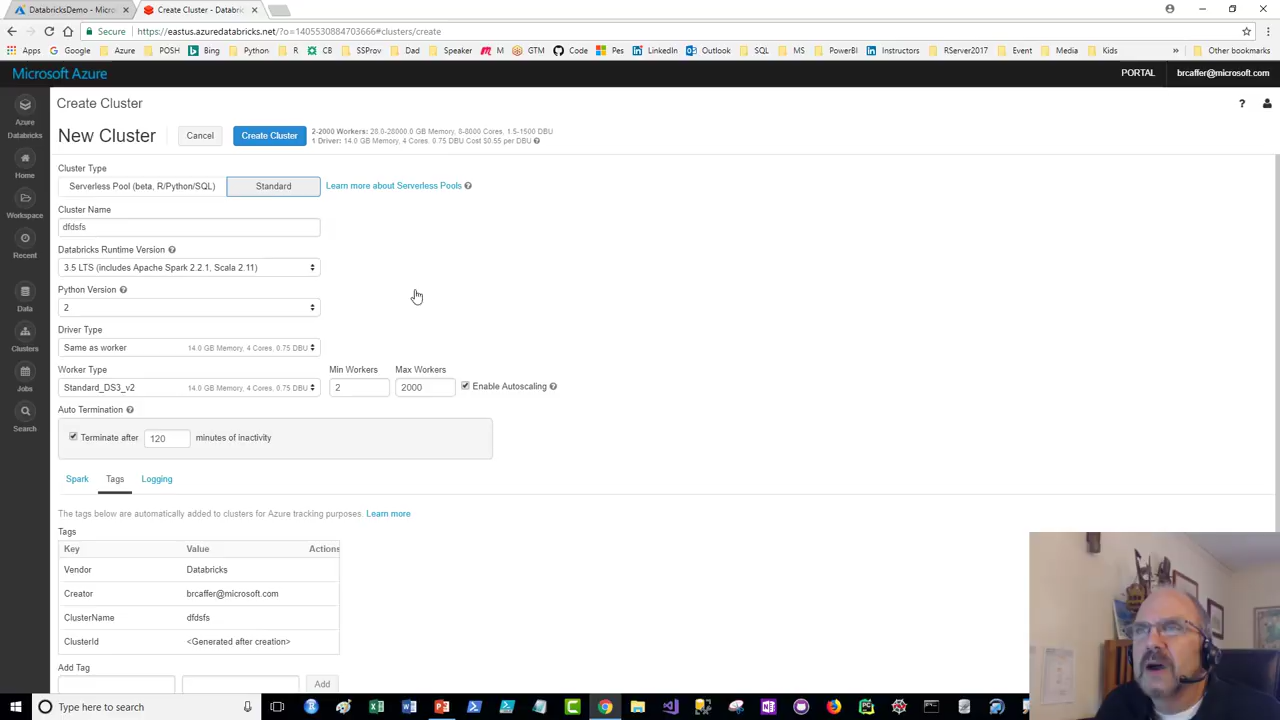 DatabricksDemo - Micro
Create Cluster - Databri
Secure
https://eastus.azuredatabricks.net/?o=1405530884703666#clusters/create
Apps
Google
Azure
POSH
Bing
Python
R
CB
SSProv
Dad
Speaker
M
GTM
Code
Pes
LinkedIn
Outlook
SQL
MS
PowerBI
Instructors
RServer2017
Event
Media
Kids
»
Other bookmarks
Microsoft Azure
PORTAL
brcaffer@microsoft.com
Azure
Databricks
Home
Workspace
Recent
Data
Clusters
Jobs
Search
Create Cluster
?
New Cluster
Cancel
Create Cluster
2-2000 Workers: 28.0-28000.0 GB Memory, 8-8000 Cores, 1.5-1500 DBU
1 Driver: 14.0 GB Memory, 4 Cores, 0.75 DBU Cost $0.55 per DBU ?
Cluster Type
Serverless Pool (beta, R/Python/SQL)
Standard
Learn more about Serverless Pools ?
Cluster Name
dfdsfs
Databricks Runtime Version ?
3.5 LTS (includes Apache Spark 2.2.1, Scala 2.11)
Python Version ?
2
Driver Type
Same as worker
14.0 GB Memory, 4 Cores, 0.75 DBU
Worker Type
Min Workers
Max Workers
Standard_DS3_v2
14.0 GB Memory, 4 Cores, 0.75 DBU
2
2000
Enable Autoscaling ?
Auto Termination ?
Terminate after 120 minutes of inactivity
Spark
Tags
Logging
The tags below are automatically added to clusters for Azure tracking purposes. Learn more
Tags
Key
Value
Actions
Vendor
Databricks
Creator
brcaffer@microsoft.com
ClusterName
dfdsfs
ClusterId
<Generated after creation>
Add Tag
Add
Type here to search